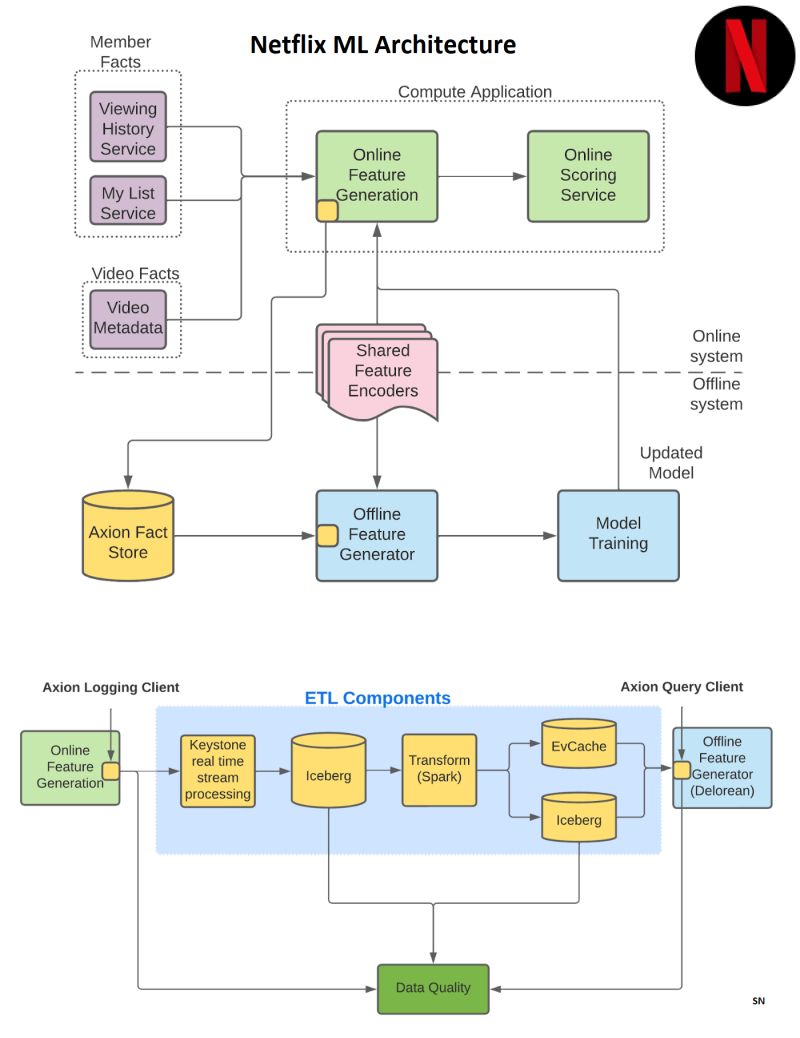 Netflix ML Architecture
N
Member
Facts
Viewing
History
Service
My List
Service
Video Facts
Video
Metadata
Compute Application
Online
Feature
Generation
Online
Scoring
Service
Shared
Feature
Encoders
Online
system
Offline
system
Updated
Model
Axion Fact
Store
Offline
Feature
Generator
Model
Training
Axion Logging Client
ETL Components
Axion Query Client
Online
Feature
Generation
Keystone
real time
stream
processing
Iceberg
Transform
(Spark)
EvCache
Iceberg
Offline
Feature
Generator
(Delorean)
Data Quality
SN